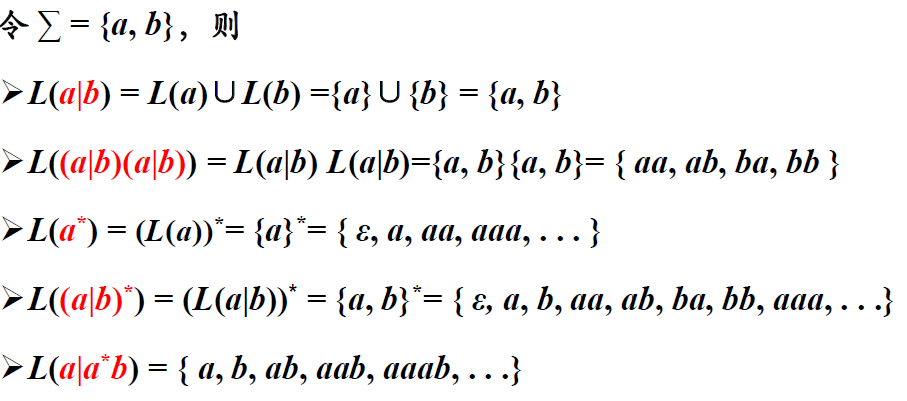 令 ∑ = {a, b}，则
➢L(a|b) = L(a)∪L(b) ={a}∪{b} = {a, b}
➢L((a|b)(a|b)) = L(a|b) L(a|b)={a, b}{a, b}= { aa, ab, ba, bb }
➢L(a*) = (L(a))*= {a}*= { ε, a, aa, aaa, . . . }
➢L((a|b)*) = (L(a|b))* = {a, b}*= { ε, a, b, aa, ab, ba, bb, aaa, . . .}
➢L(a|a*b) = { a, b, ab, aab, aaab, . . .}